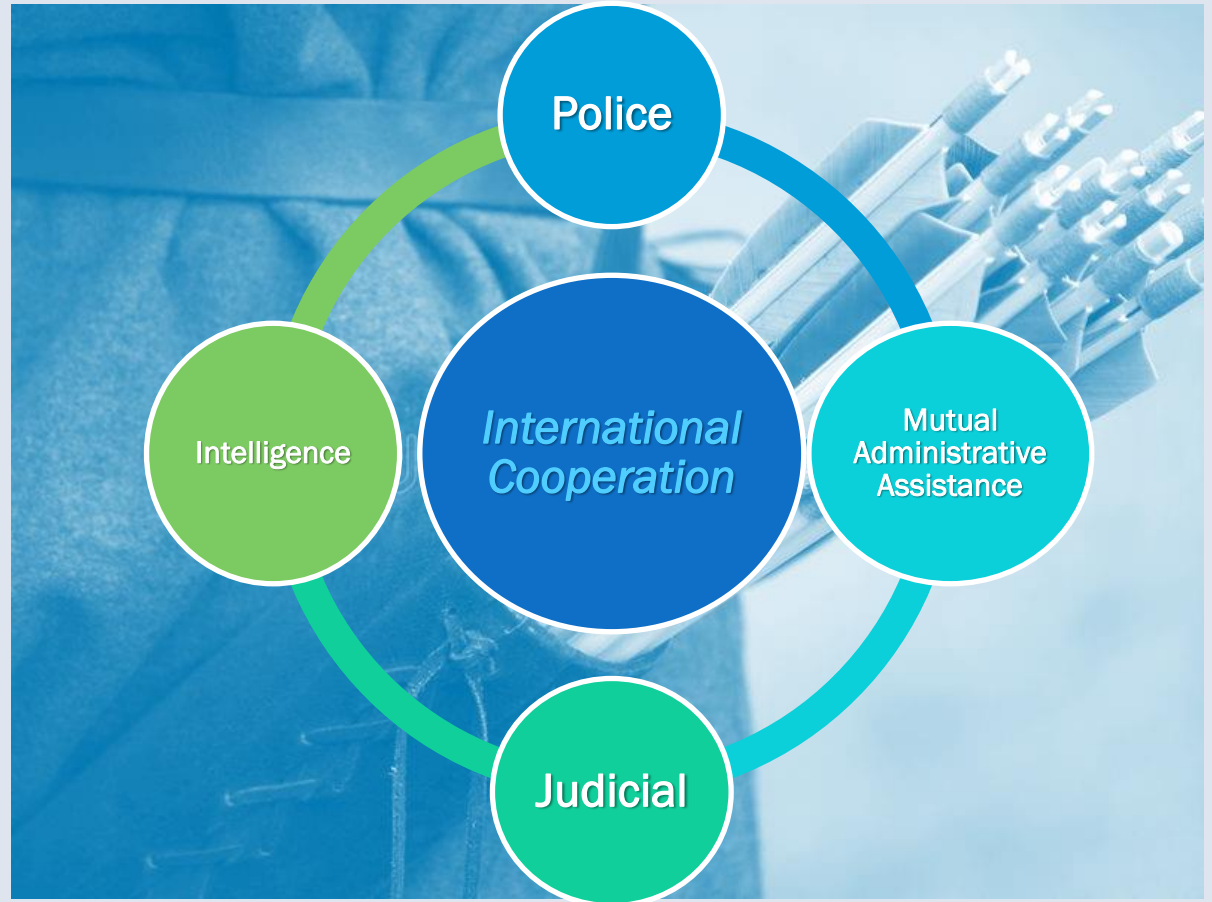 Police
Intelligence
International
Cooperation
Mutual
Administrative
Assistance
Judicial